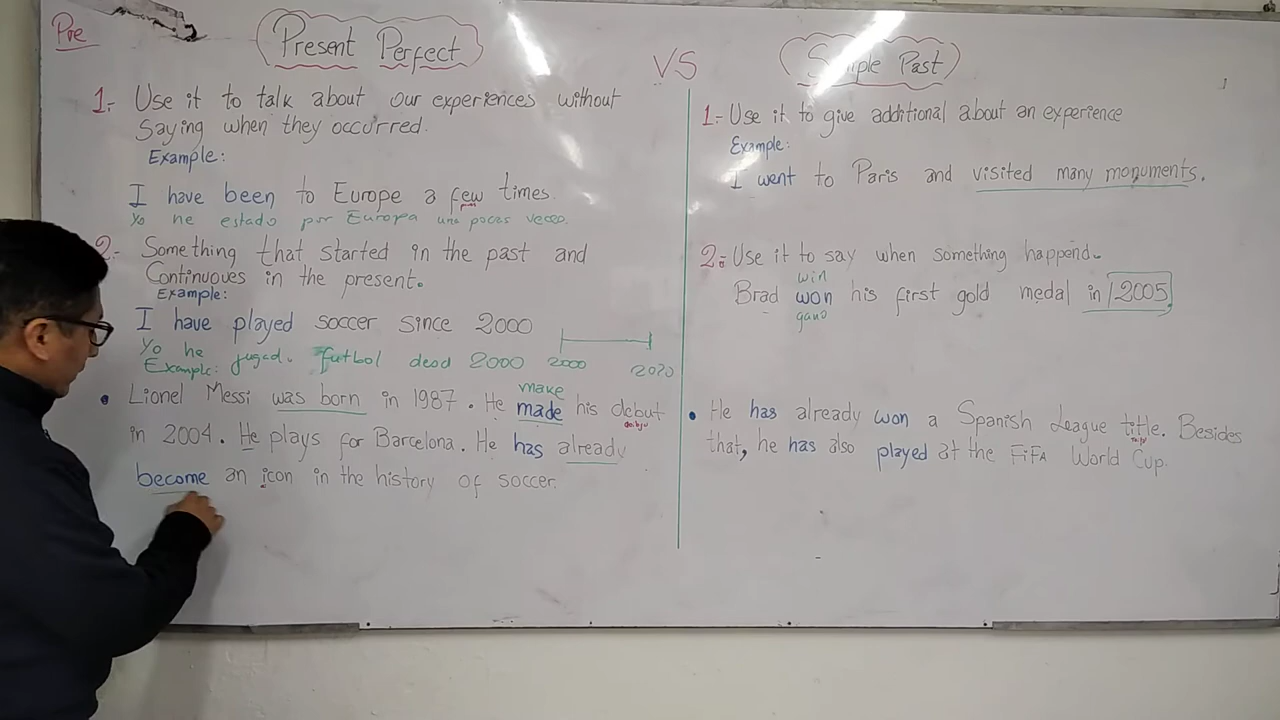 Pre
Present Perfect
1.- Use it to talk about our experiences without
saying when they occurred.
Example:
I have been to Europe a few times.
Yo he estado por Europa una poces veces.
2.- Something that started in the past and
Continuoues in the present.
Example:
I have played soccer since 2000
Yo he jugad. futbol desd 2000
2000 2020
Example:
make
• Lionel Messi was born in 1987. He made his debut
in 2004. He plays for Barcelona. He has already
become an icon in the history of soccer.
VS
Simple Past
1.- Use it to give additional about an experience
Example:
I went to Paris and visited many monuments.
2.- Use it to say when something happend.
win
Brad won his first gold medal in 2005
gano
• He has already won a Spanish League title. Besides
that, he has also played at the FiFA World Cup.